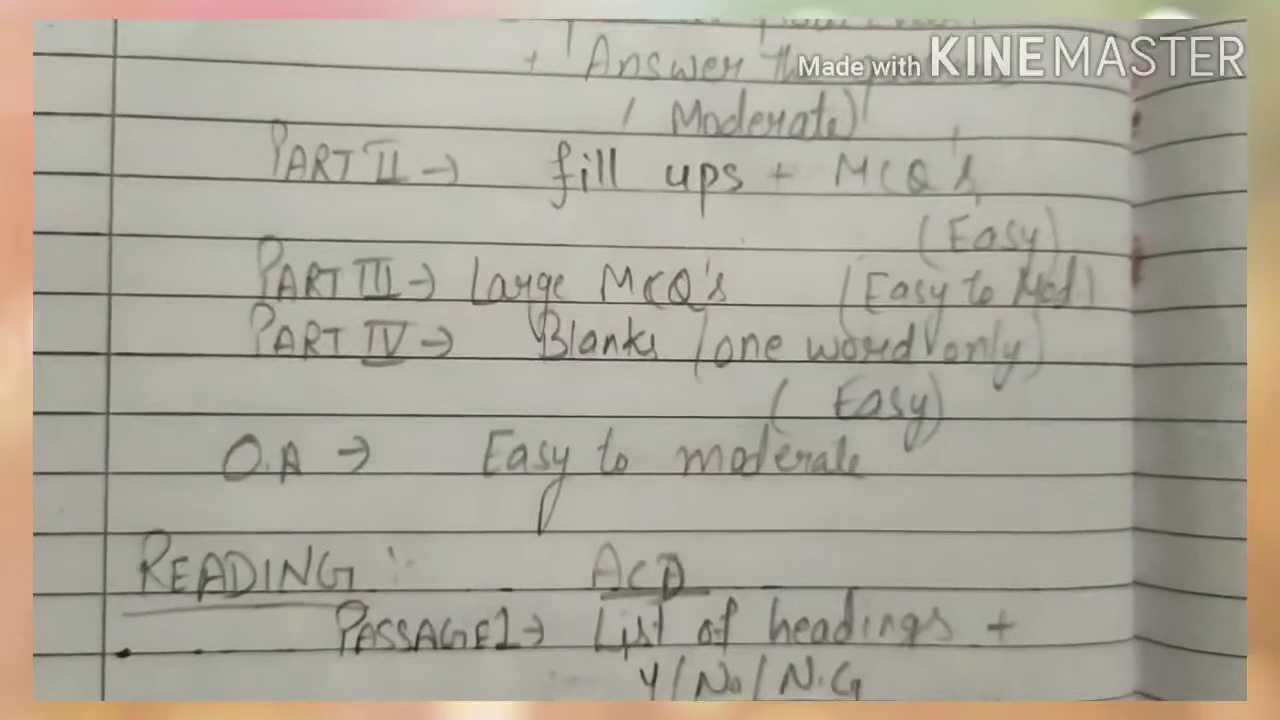 + Answer
Made with KINEMASTER
(Moderate)
PART II → fill ups + MCQ's
(Easy)
PART III → Large MCQ's (Easy to Mod)
PART IV → Blanks (one word only)
(Easy)
O.A → Easy to moderate
READING :- ACD
PASSAGE 1 → List of headings +
Y/No/N.G